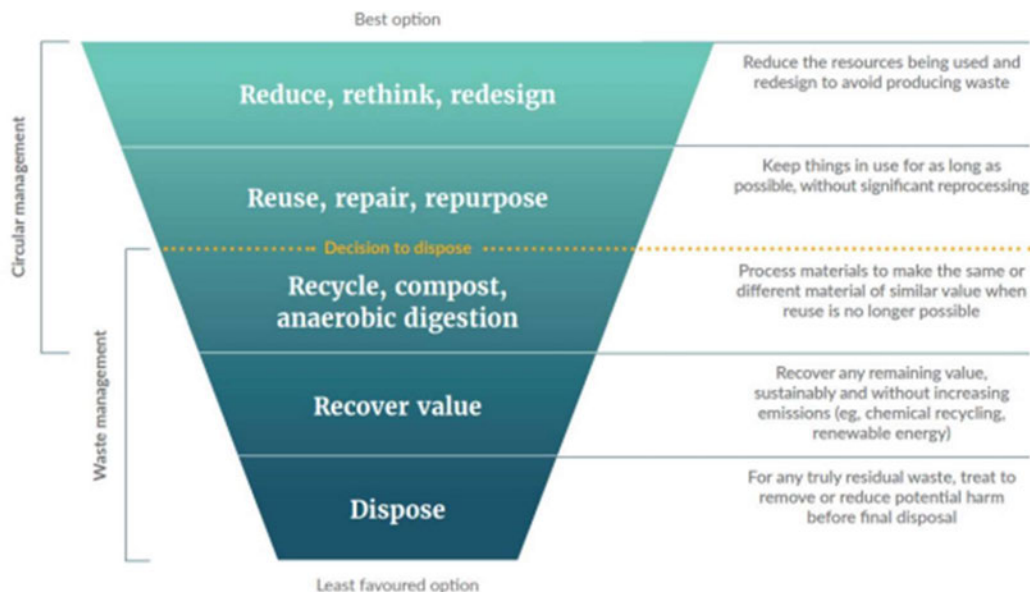 Best option
Circular management
Waste management
Reduce, rethink, redesign
Reduce the resources being used and
redesign to avoid producing waste
Reuse, repair, repurpose
Keep things in use for as long as
possible, without significant reprocessing
Decision to dispose
Recycle, compost,
anaerobic digestion
Process materials to make the same or
different material of similar value when
reuse is no longer possible
Recover value
Recover any remaining value,
sustainably and without increasing
emissions (eg, chemical recycling,
renewable energy)
Dispose
For any truly residual waste, treat to
remove or reduce potential harm
before final disposal
Least favoured option